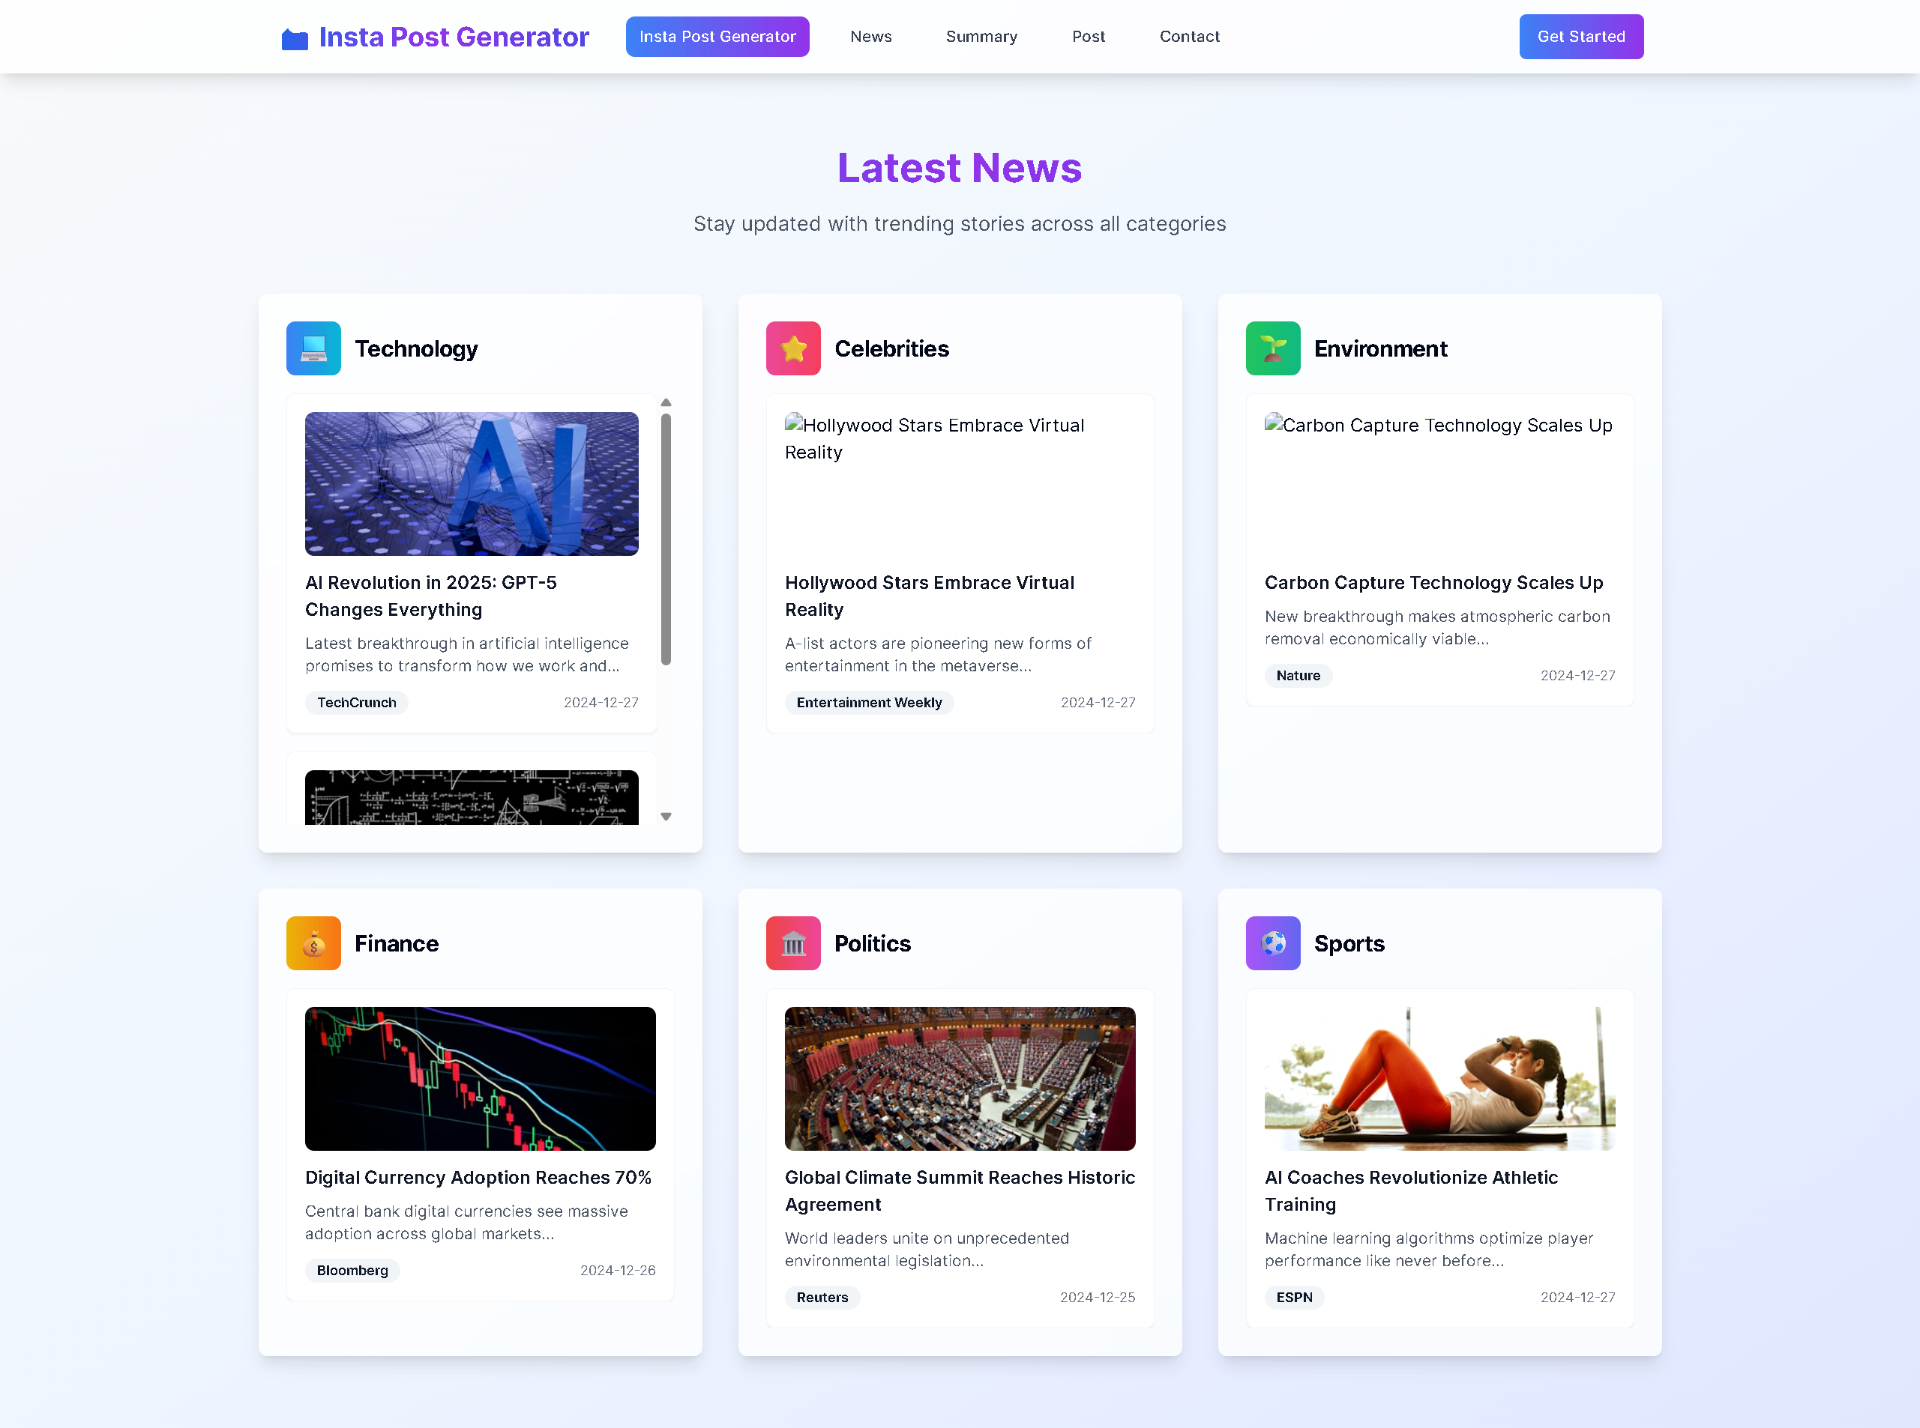 Insta Post Generator
Insta Post Generator
News
Summary
Post
Contact
Get Started
Latest News
Stay updated with trending stories across all categories
Technology
AI
AI Revolution in 2025: GPT-5
Changes Everything
Latest breakthrough in artificial intelligence
promises to transform how we work and...
TechCrunch
2024-12-27
Celebrities
Hollywood Stars Embrace Virtual
Reality
Hollywood Stars Embrace Virtual
Reality
A-list actors are pioneering new forms of
entertainment in the metaverse...
Entertainment Weekly
2024-12-27
Environment
Carbon Capture Technology Scales Up
Carbon Capture Technology Scales Up
New breakthrough makes atmospheric carbon
removal economically viable...
Nature
2024-12-27
Finance
Digital Currency Adoption Reaches 70%
Central bank digital currencies see massive
adoption across global markets...
Bloomberg
2024-12-26
Politics
Global Climate Summit Reaches Historic
Agreement
World leaders unite on unprecedented
environmental legislation...
Reuters
2024-12-25
Sports
AI Coaches Revolutionize Athletic
Training
Machine learning algorithms optimize player
performance like never before...
ESPN
2024-12-27